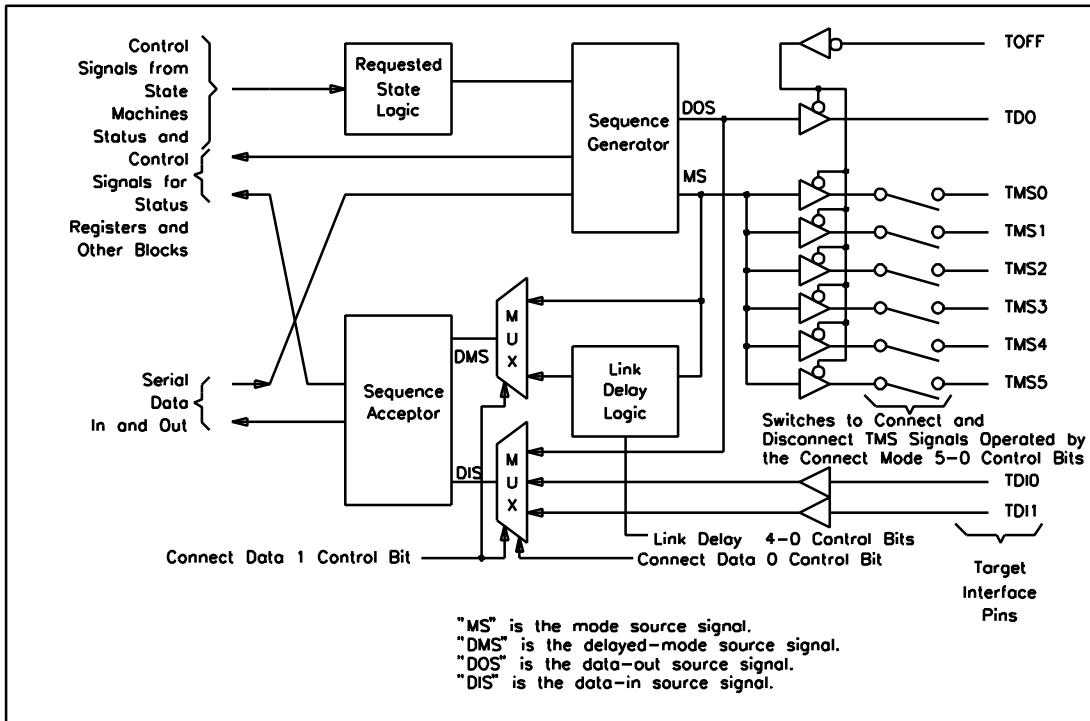 Control
Signals from
State
Machines
Status and
Control
Signals for
Status
Registers and
Other Blocks
Requested
State
Logic
Sequence
Generator
DOS
MS
TOFF
TDO
TMS0
TMS1
TMS2
TMS3
TMS4
TMS5
MUX
DMS
Link
Delay
Logic
Sequence
Acceptor
Serial
Data
In and Out
Switches to Connect and
Disconnect TMS Signals Operated by
the Connect Mode 5-0 Control Bits
MUX
DIS
TDI0
TDI1
Link Delay 4-0 Control Bits
Connect Data 1 Control Bit
Connect Data 0 Control Bit
Target
Interface
Pins
"MS" is the mode source signal.
"DMS" is the delayed-mode source signal.
"DOS" is the data-out source signal.
"DIS" is the data-in source signal.